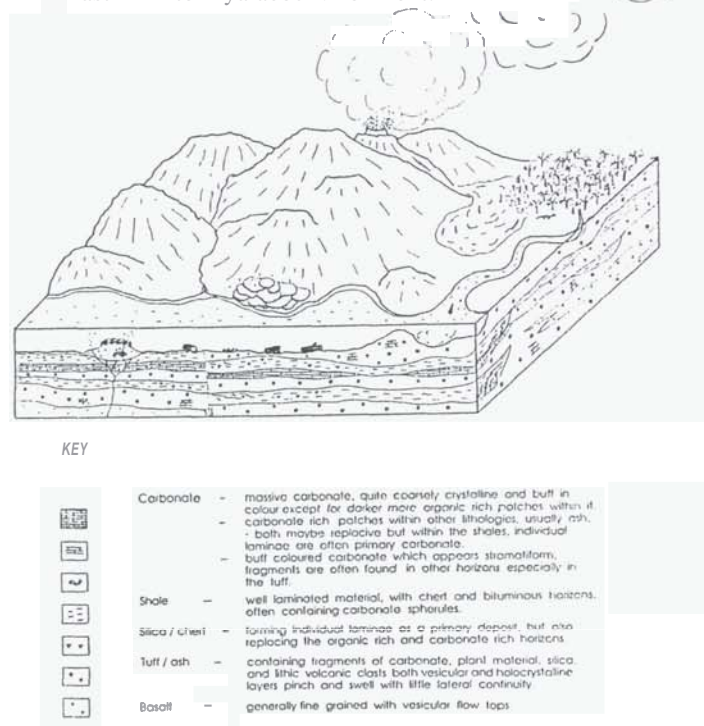 KEY
Carbonate - massive carbonate, quite coarsely crystalline and buff in
colour except for darker more organic rich patches within it.
- carbonate rich patches within other lithologies, usually ash,
- both maybe replacive but within the shales, individual
laminae are often primary carbonate.
- buff coloured carbonate which appears stromatiform,
fragments are often found in other horizons especially in
the tuff.
Shale - well laminated material, with chert and bituminous horizons,
often containing carbonate sphorules.
Silica / chert - forming individual laminae as a primary deposit, but also
replacing the organic rich and carbonate rich horizons
Tuff / ash - containing fragments of carbonate, plant material, silica,
and lithic volcanic clasts both vesicular and holocrystalline
layers pinch and swell with little lateral continuity
Basalt - generally fine grained with vesicular flow tops